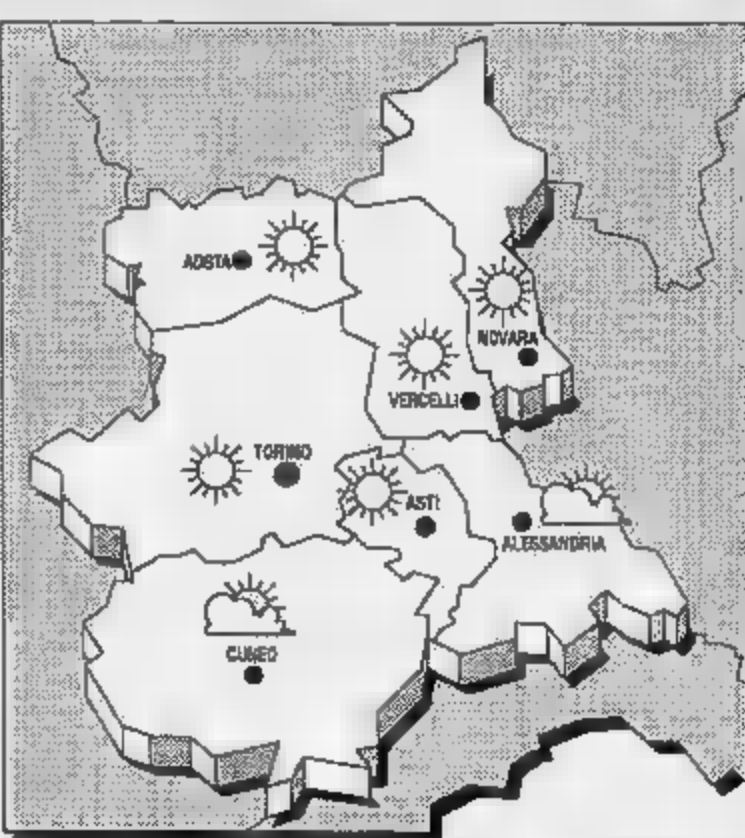 AOSTA
NOVARA
VERCELLI
TORINO
ASTI
ALESSANDRIA
CUNEO